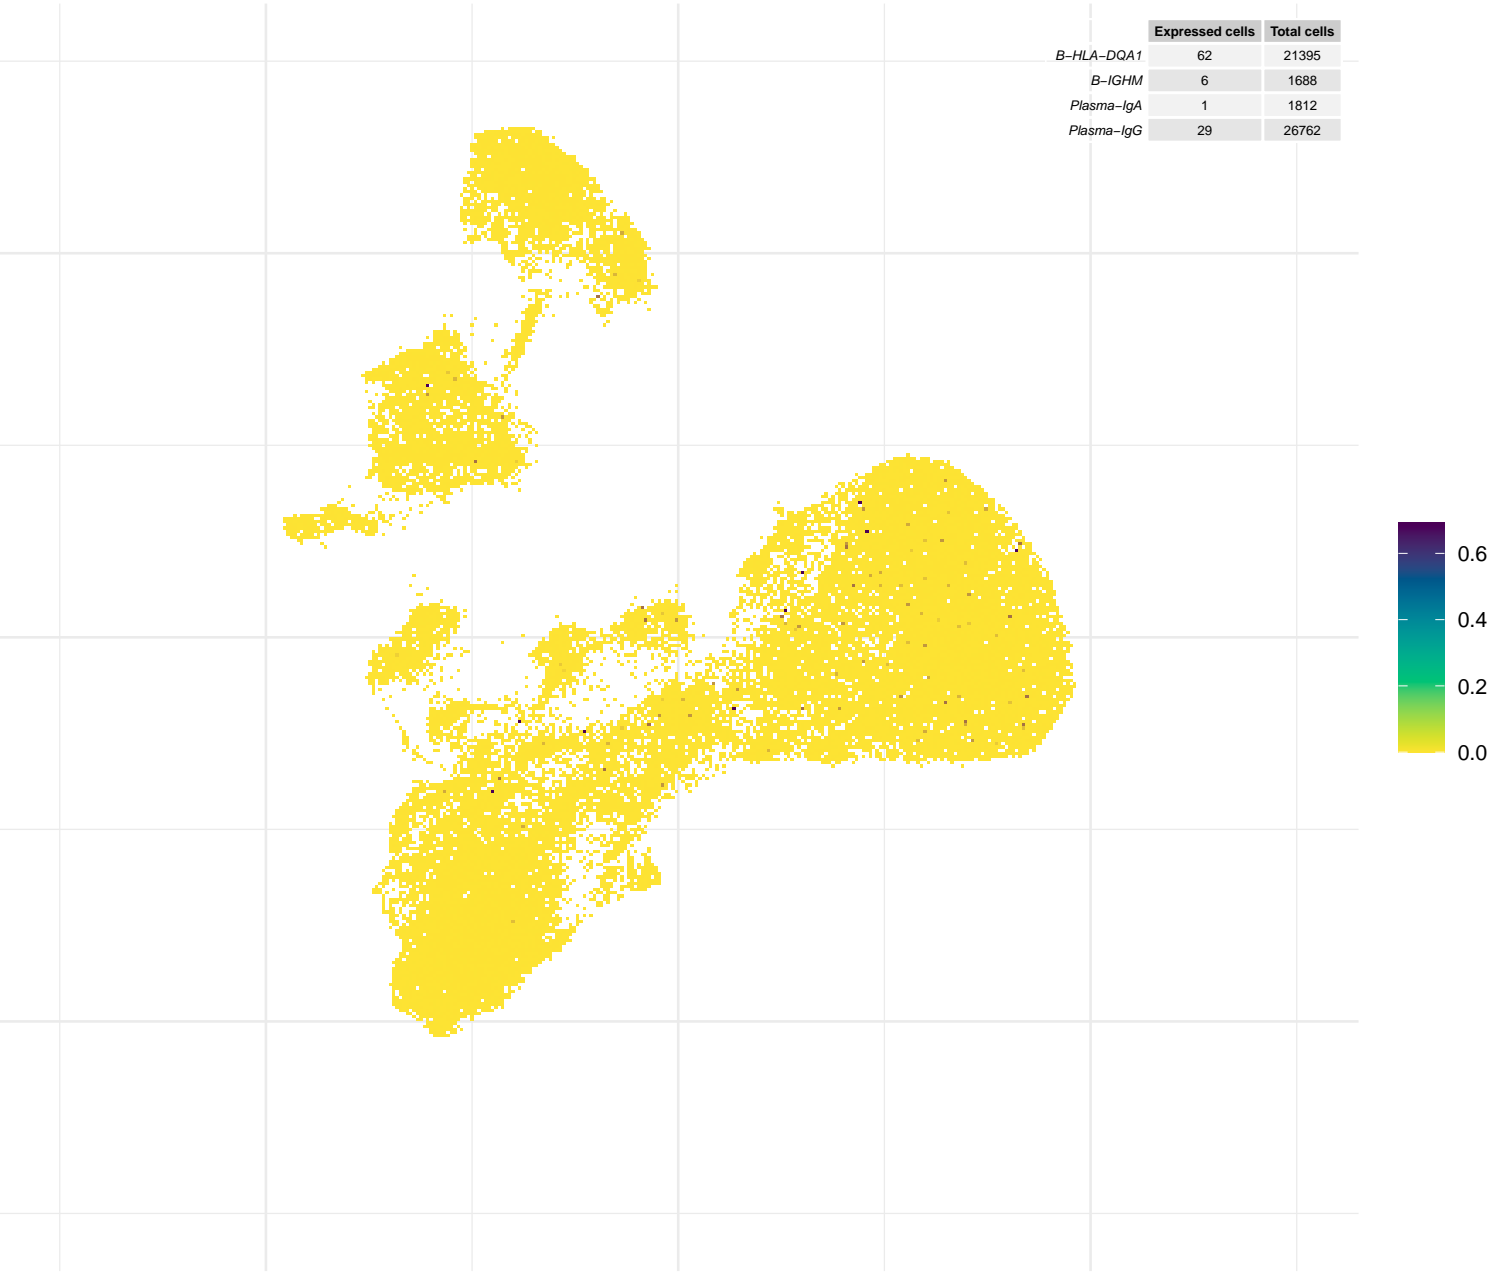 Expressed cells Total cells
B−HLA−DQA1 62 21395
B−IGHM 6 1688
Plasma−IgA 1 1812
Plasma−IgG 29 26762
0.6
0.4
0.2
0.0